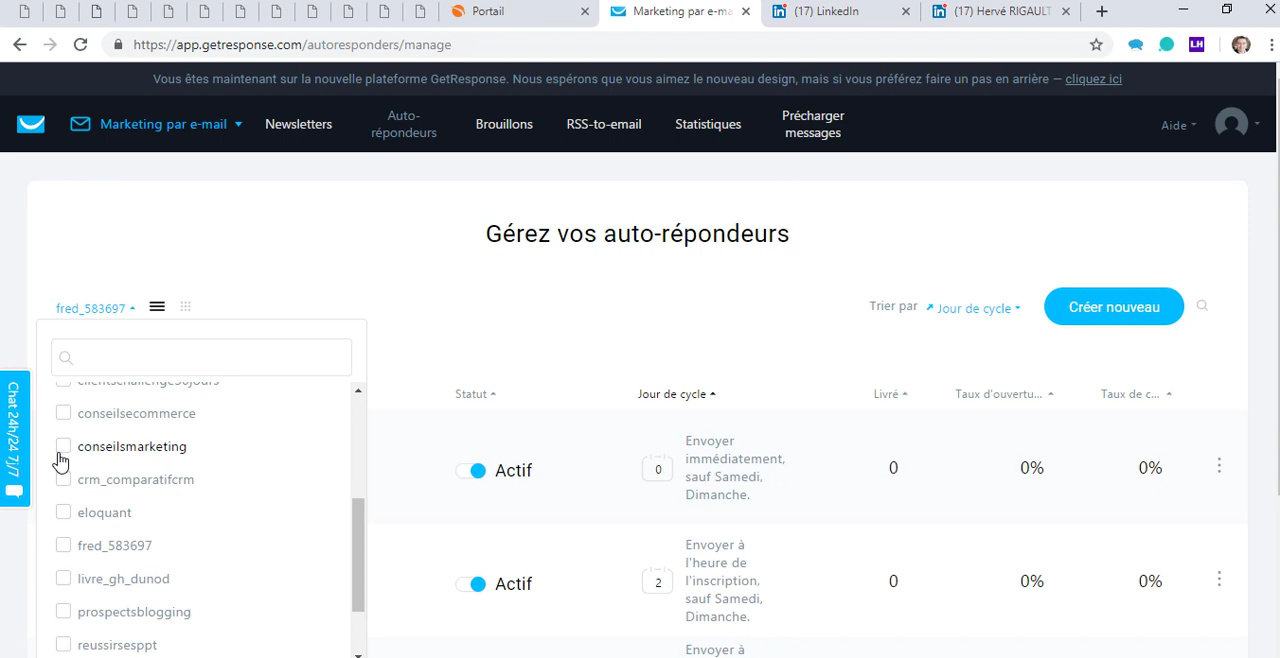 Portail
Marketing par e-ma
(17) LinkedIn
(17) Hervé RIGAULT
https://app.getresponse.com/autoresponders/manage
LH
Vous êtes maintenant sur la nouvelle plateforme GetResponse. Nous espérons que vous aimez le nouveau design, mais si vous préférez faire un pas en arrière — cliquez ici
Marketing par e-mail
Newsletters
Auto-
répondeurs
Brouillons
RSS-to-email
Statistiques
Précharger
messages
Aide
Gérez vos auto-répondeurs
fred_583697
Trier par
Jour de cycle
Créer nouveau
Chat 24h/24 7j/7
clientschallenge30jours
conseilsecommerce
conseilsmarketing
crm_comparatifcrm
eloquant
fred_583697
livre_gh_dunod
prospectsblogging
reussirsesppt
Statut
Jour de cycle
Livré
Taux d'ouvertu...
Taux de c...
Actif
0
Envoyer
immédiatement,
sauf Samedi,
Dimanche.
0
0%
0%
Actif
2
Envoyer à
l'heure de
l'inscription,
sauf Samedi,
Dimanche.
0
0%
0%
Envoyer à